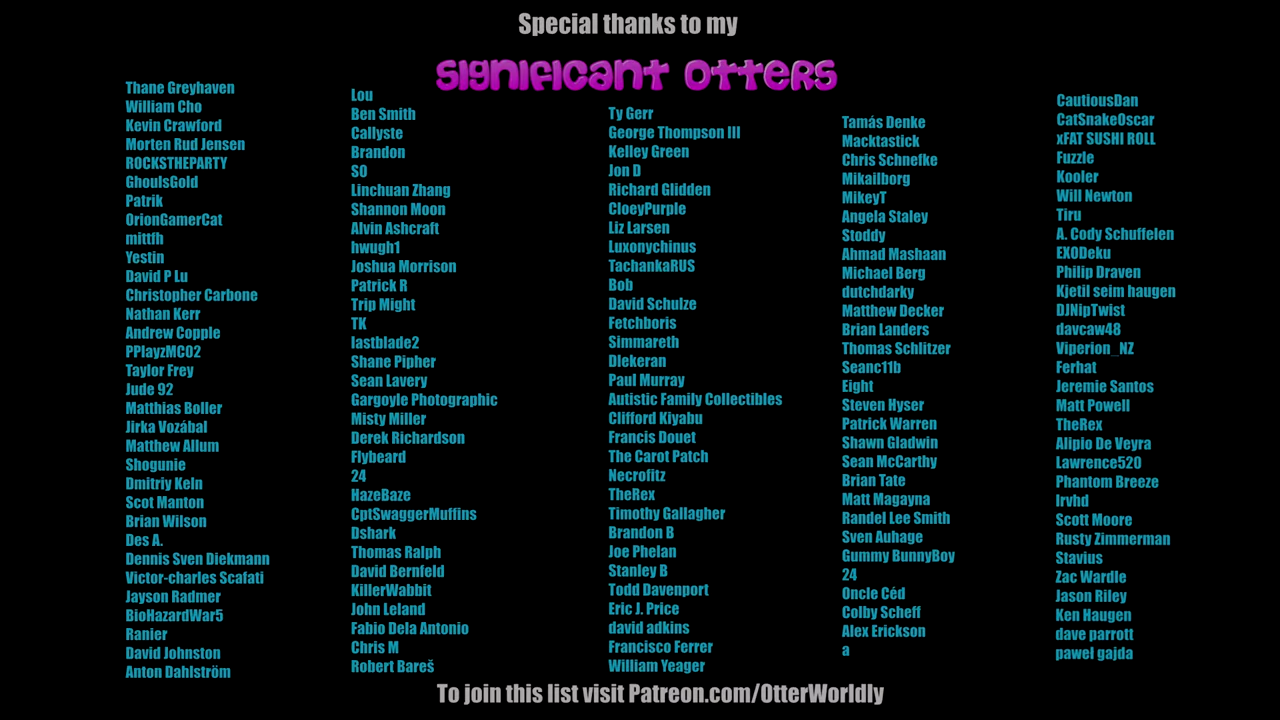 Special thanks to my
SIGNIFICANT OTTERS
Thane Greyhaven
William Cho
Kevin Crawford
Morten Rud Jensen
ROCKSTHEPARTY
GhoulsGold
Patrik
OrionGamerCat
mittfh
Yestin
David P Lu
Christopher Carbone
Nathan Kerr
Andrew Copple
PPlayzMC02
Taylor Frey
Jude 92
Matthias Boller
Jirka Vozábal
Matthew Allum
Shogunie
Dmitriy Keln
Scot Manton
Brian Wilson
Des A.
Dennis Sven Diekmann
Victor-charles Scafati
Jayson Radmer
BioHazardWar5
Ranier
David Johnston
Anton Dahlström
Lou
Ben Smith
Callyste
Brandon
SO
Linchuan Zhang
Shannon Moon
Alvin Ashcraft
hwugh1
Joshua Morrison
Patrick R
Trip Might
TK
lastblade2
Shane Pipher
Sean Lavery
Gargoyle Photographic
Misty Miller
Derek Richardson
Flybeard
24
HazeBaze
CptSwaggerMuffins
Dshark
Thomas Ralph
David Bernfeld
KillerWabbit
John Leland
Fabio Dela Antonio
Chris M
Robert Bareš
Ty Gerr
George Thompson III
Kelley Green
Jon D
Richard Glidden
CloeyPurple
Liz Larsen
Luxonychinus
TachankaRUS
Bob
David Schulze
Fetchboris
Simmareth
Dlekeran
Paul Murray
Autistic Family Collectibles
Clifford Kiyabu
Francis Douet
The Carot Patch
Necrofitz
TheRex
Timothy Gallagher
Brandon B
Joe Phelan
Stanley B
Todd Davenport
Eric J. Price
david adkins
Francisco Ferrer
William Yeager
Tamás Denke
Macktastick
Chris Schnefke
Mikailborg
MikeyT
Angela Staley
Stoddy
Ahmad Mashaan
Michael Berg
dutchdarky
Matthew Decker
Brian Landers
Thomas Schlitzer
Seanc11b
Eight
Steven Hyser
Patrick Warren
Shawn Gladwin
Sean McCarthy
Brian Tate
Matt Magayna
Randel Lee Smith
Sven Auhage
Gummy BunnyBoy
24
Oncle Céd
Colby Scheff
Alex Erickson
a
CautiousDan
CatSnakeOscar
xFAT SUSHI ROLL
Fuzzle
Kooler
Will Newton
Tiru
A. Cody Schuffelen
EXODeku
Philip Draven
Kjetil seim haugen
DJNipTwist
davcaw48
Viperion_NZ
Ferhat
Jeremie Santos
Matt Powell
TheRex
Alipio De Veyra
Lawrence520
Phantom Breeze
lrvhd
Scott Moore
Rusty Zimmerman
Stavius
Zac Wardle
Jason Riley
Ken Haugen
dave parrott
pawel gajda
To join this list visit Patreon.com/OtterWorldly